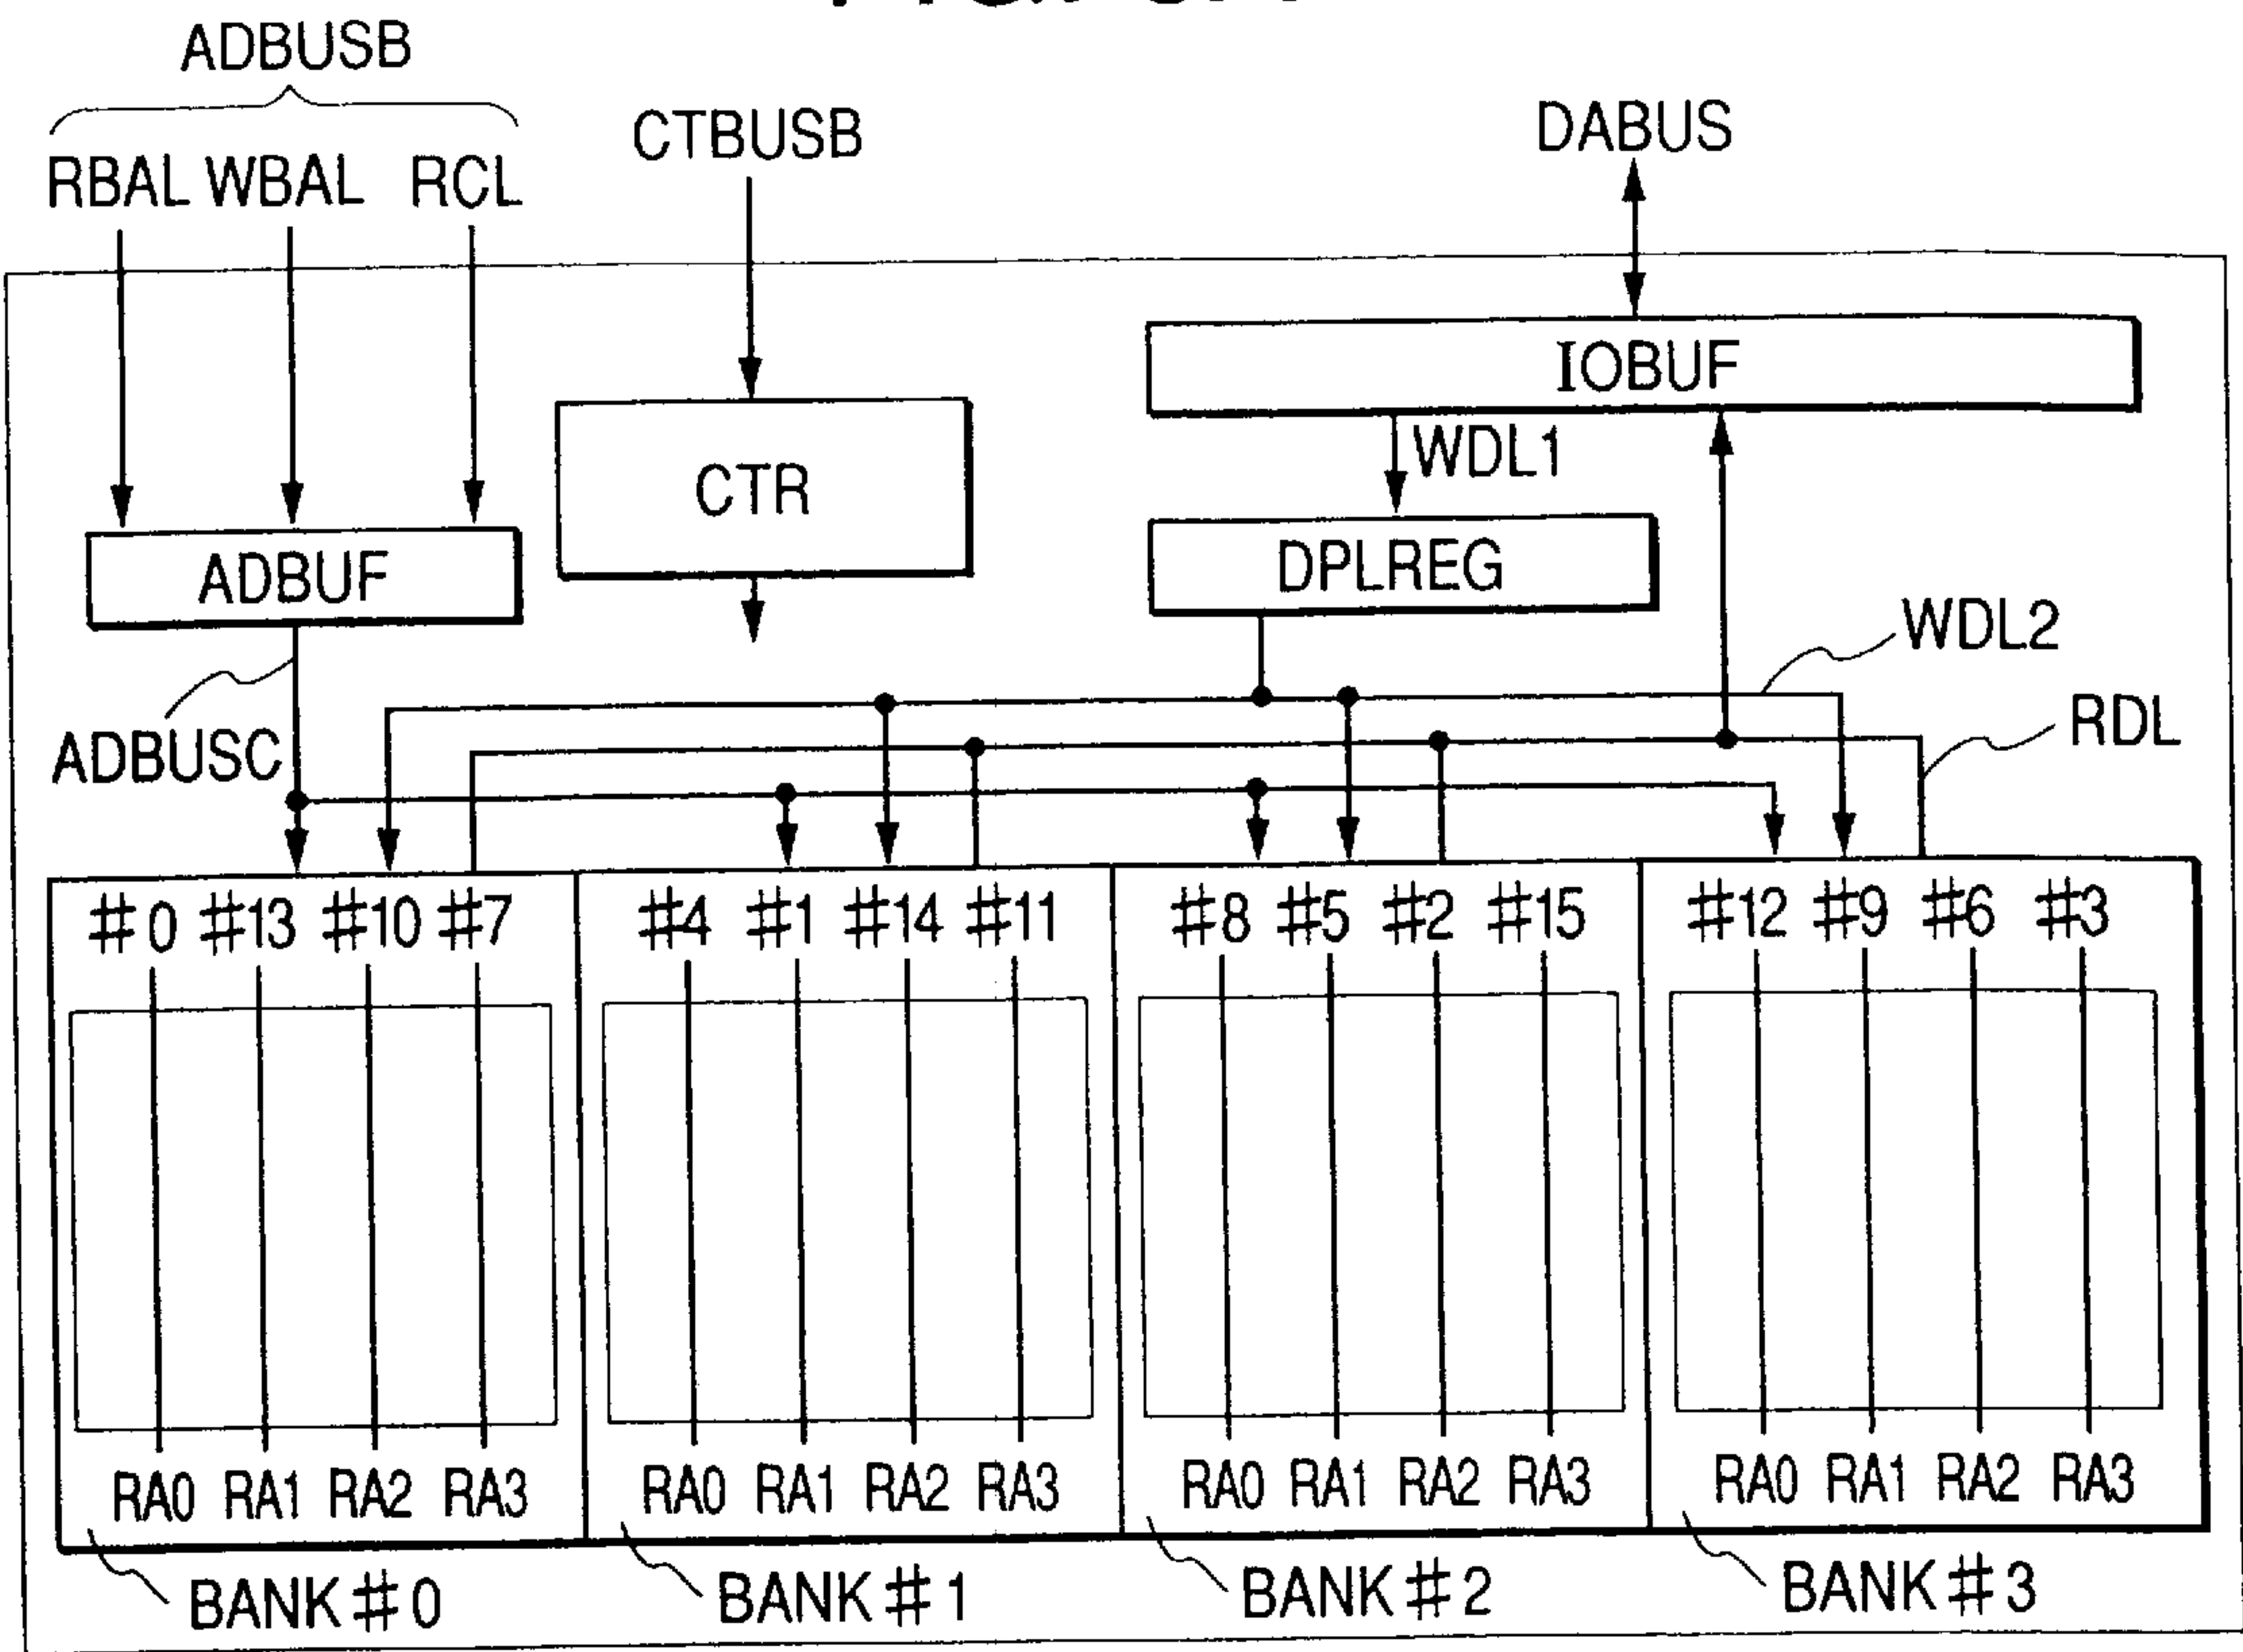 ADBUSB
RBAL WBAL RCL
CTBUSB
DABUS
IOBUF
WDL1
CTR
DPLREG
ADBUF
WDL2
RDL
ADBUSC
#0 #13 #10 #7 #4 #1 #14 #11 #8 #5 #2 #15 #12 #9 #6 #3
RA0 RA1 RA2 RA3 RA0 RA1 RA2 RA3 RA0 RA1 RA2 RA3 RA0 RA1 RA2 RA3
BANK #0 BANK #1 BANK #2 BANK #3